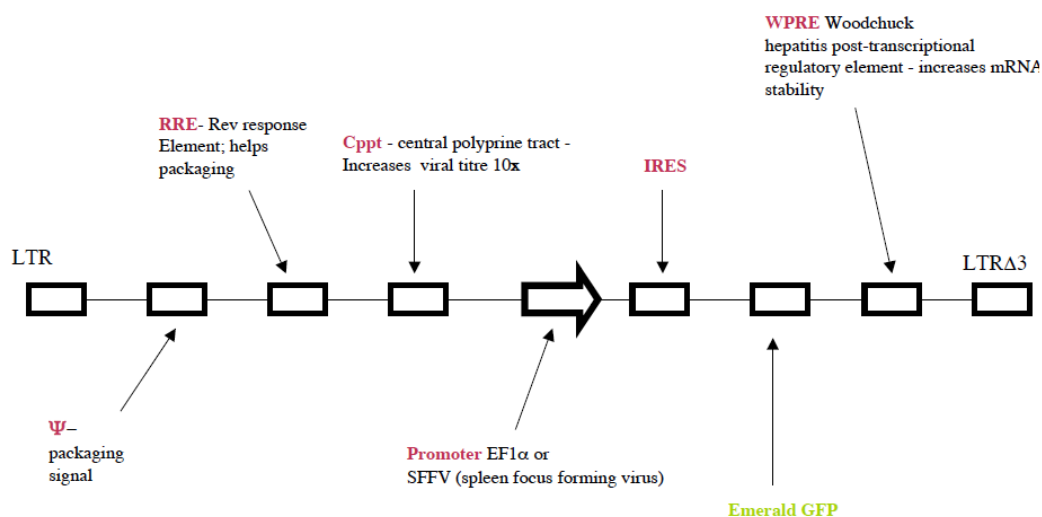 WPRE Woodchuck
hepatitis post-transcriptional
regulatory element - increases mRNA
stability
RRE- Rev response
Element; helps
packaging
Cppt - central polyprine tract -
Increases viral titre 10x
IRES
LTR
LTRΔ3
Ψ–
packaging
signal
Promoter EF1α or
SFFV (spleen focus forming virus)
Emerald GFP